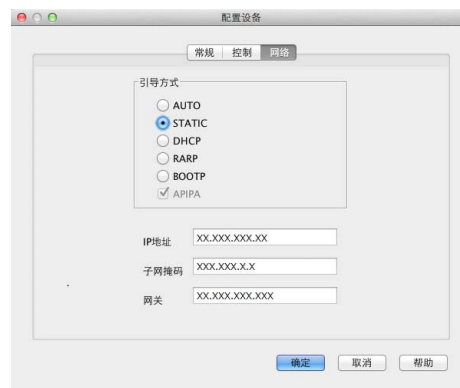 配置设备
常规 控制 网络
引导方式
AUTO
STATIC
DHCP
RARP
BOOTP
APIPA
IP地址 XX.XXX.XXX.XX
子网掩码 XXX.XXX.X.X
网关 XX.XXX.XXX.XXX
确定 取消 帮助